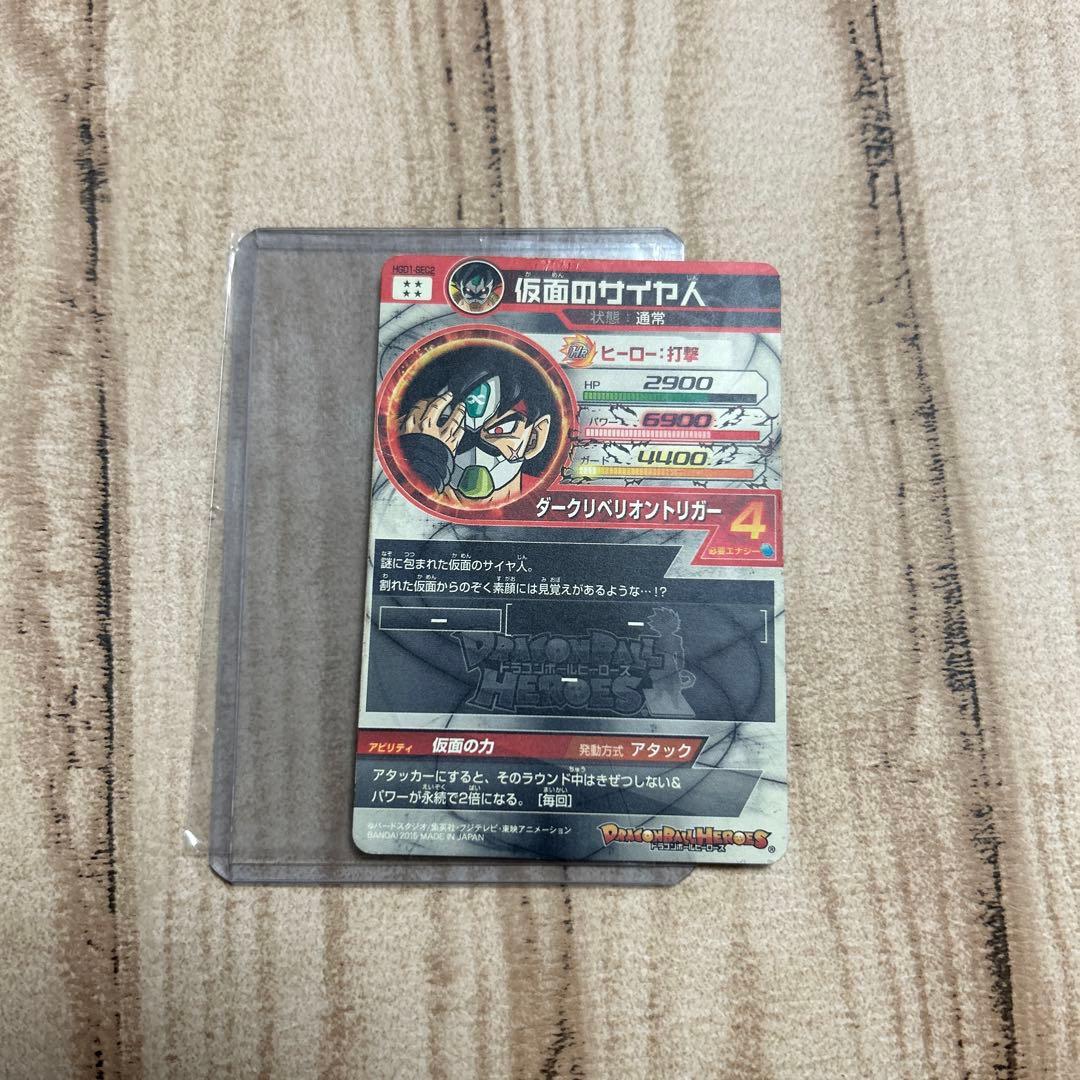 HGD1-SEC2
★★
★★
仮面のサイヤ人
状態：通常
HR ヒーロー：打撃
HP 2900
パワー 6900
ガード 4400
ダークリベリオントリガー 4
必要エナジー
謎に包まれた仮面のサイヤ人。
割れた仮面からのぞく素顔には見覚えがあるような…!?
ー
ー
DRAGONBALL
ドラゴンボールヒーローズ
HEROES
ー
アビリティ 仮面の力 発動方式 アタック
アタッカーにすると、そのラウンド中はきぜつしない&
パワーが永続で2倍になる。［毎回］
©バードスタジオ/集英社・フジテレビ・東映アニメーション
BANDAI 2015 MADE IN JAPAN
DRAGONBALL HEROES
ドラゴンボールヒーローズ ®